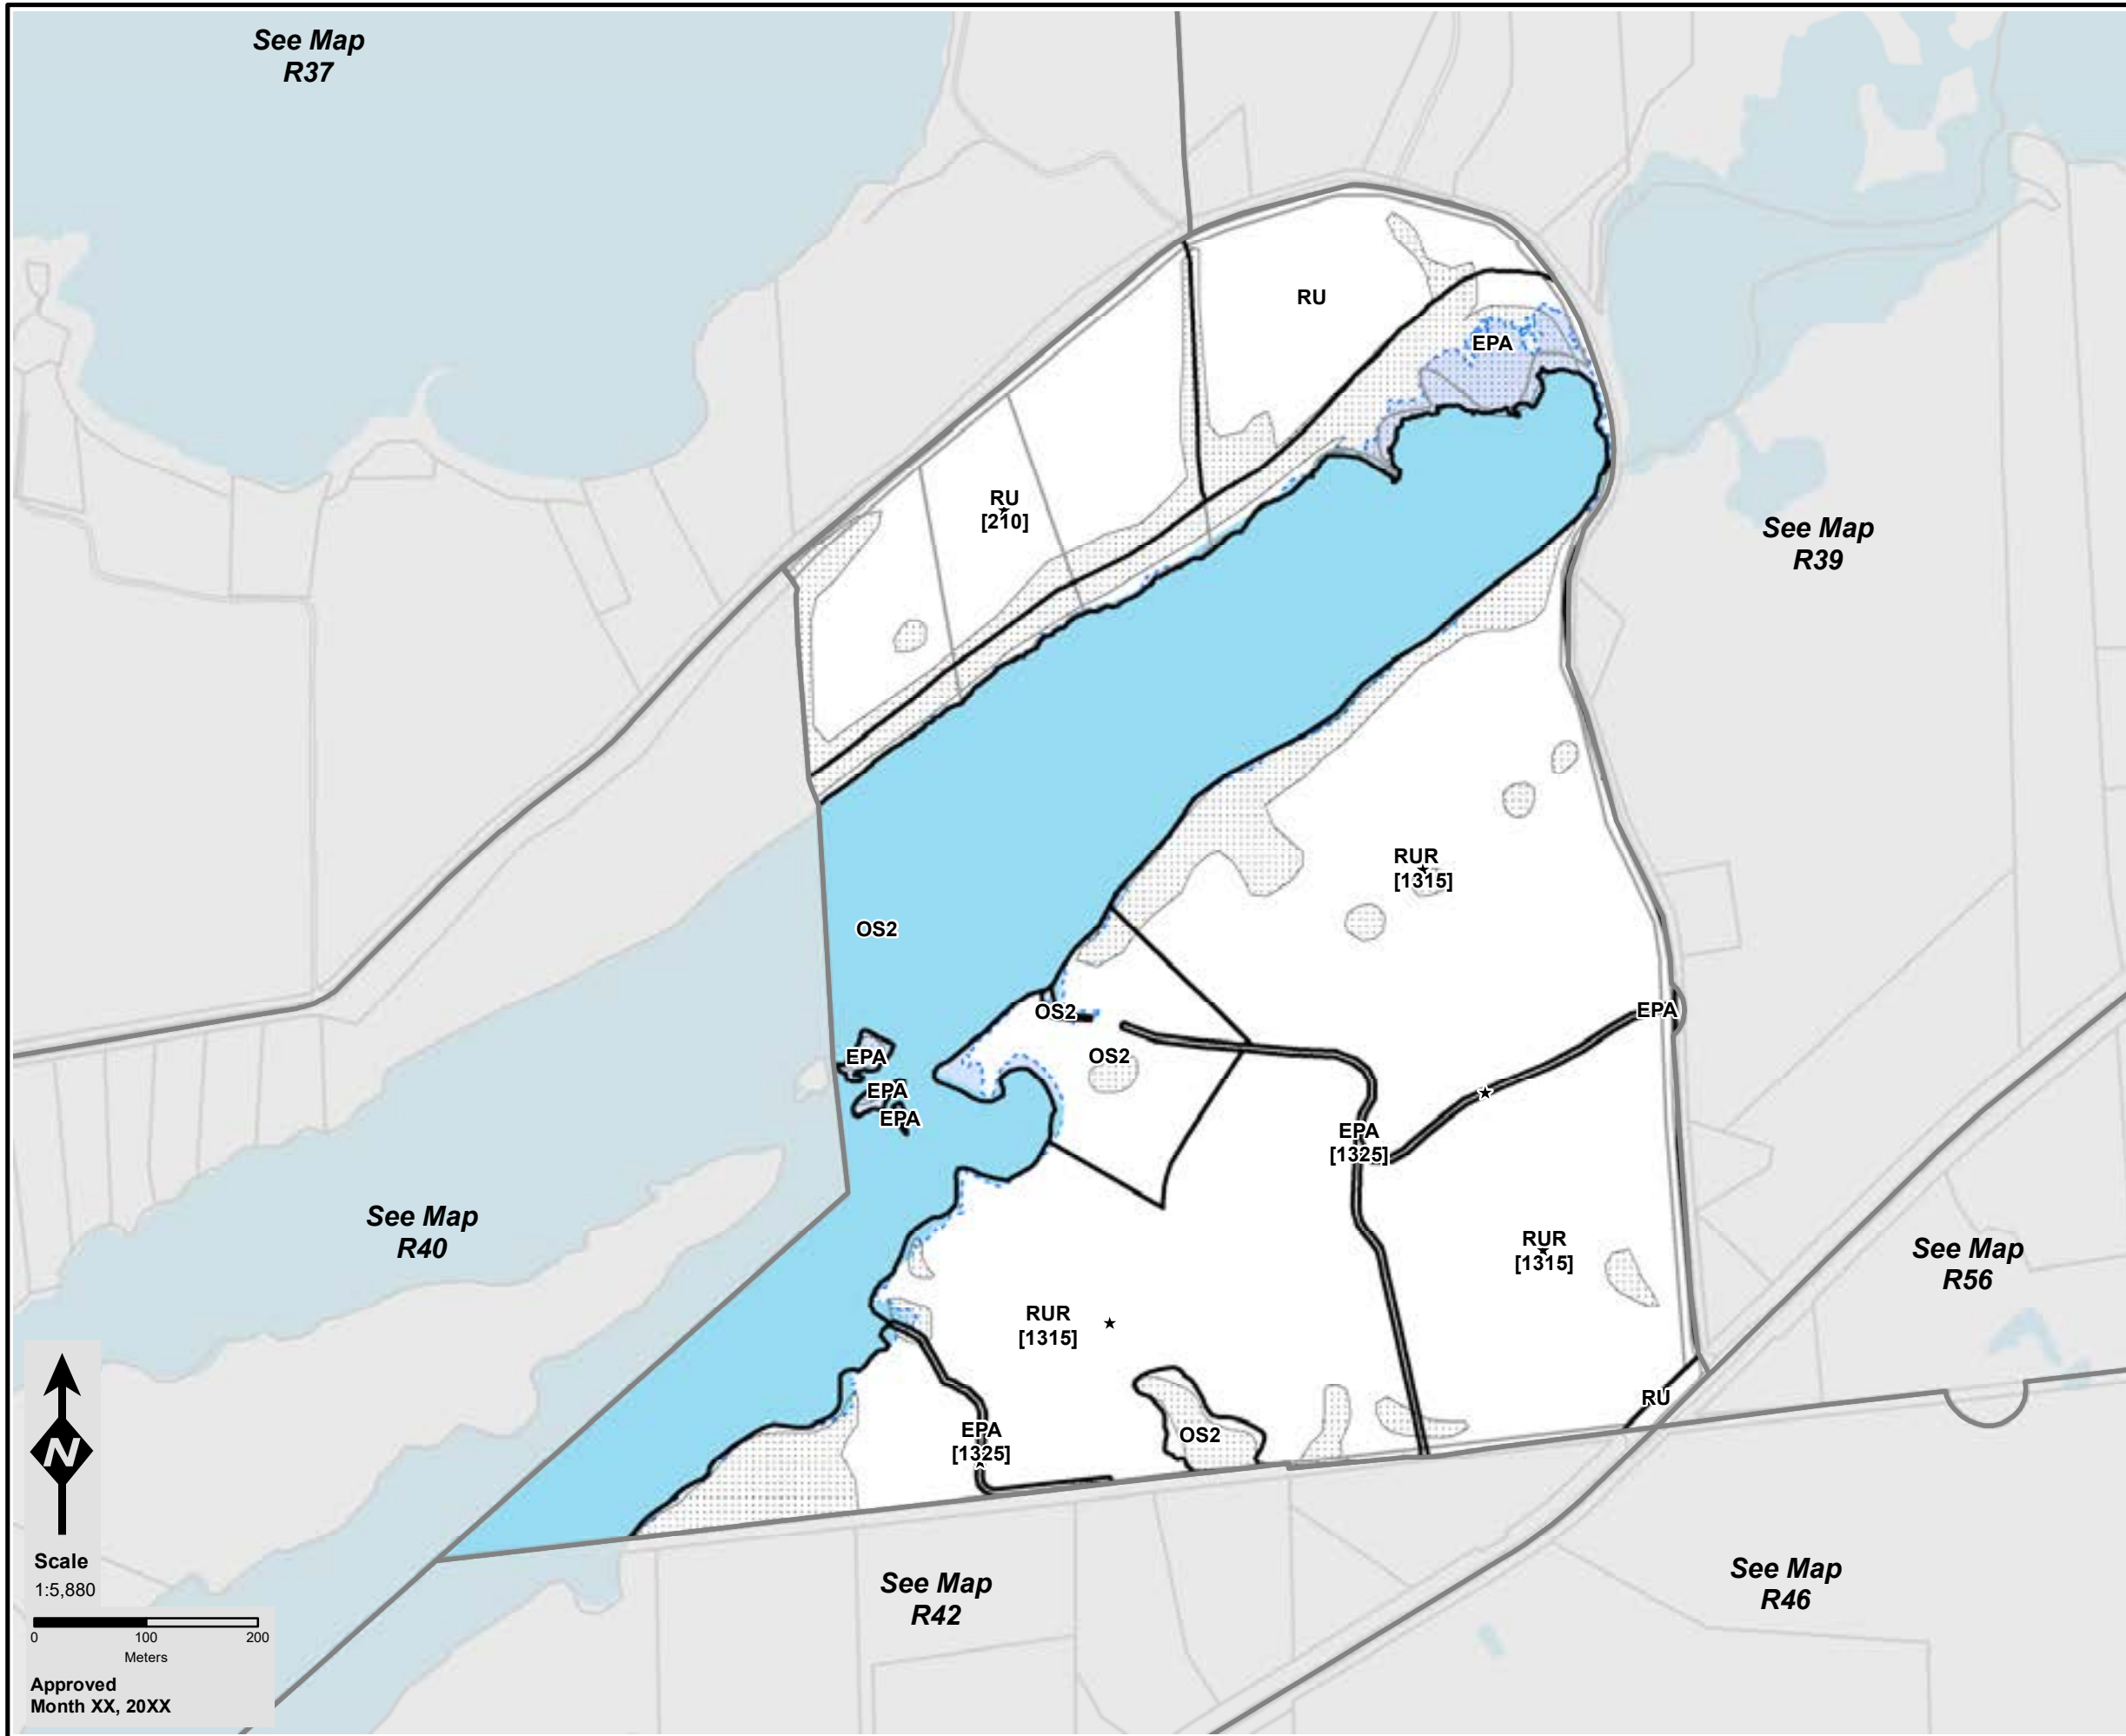 See Map
R37
RU
EPA
RU
[210]
See Map
R39
RUR
[1315]
OS2
OS2
EPA
OS2
EPA
EPA
EPA
EPA
[1325]
See Map
R40
RUR
[1315]
See Map
R56
RUR
[1315]
RU
OS2
EPA
[1325]
N
Scale
1:5,880
0 100 200
Meters
See Map
R42
See Map
R46
Approved
Month XX, 20XX